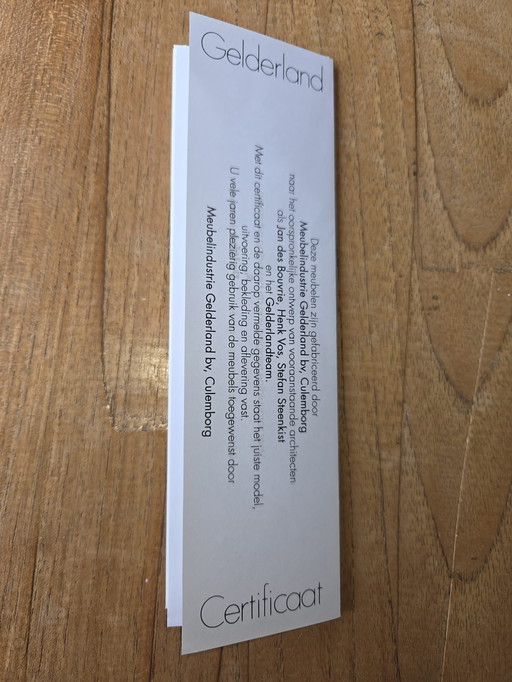 Gelderland
Deze meubelen zijn gefabriceerd door
Meubelindustrie Gelderland bv, Culemborg
naar het oorspronkelijke ontwerp van vooraanstaande architecten
als Jan des Bouvrie, Henk Vos, Stefan Steenkist
en het Gelderlandteam.
Met dit certificaat en de daarop vermelde gegevens staat het juiste model,
uitvoering, bekleding en aflevering vast.
U vele jaren plezierig gebruik van de meubels toegewenst door
Meubelindustrie Gelderland bv, Culemborg
Certificaat